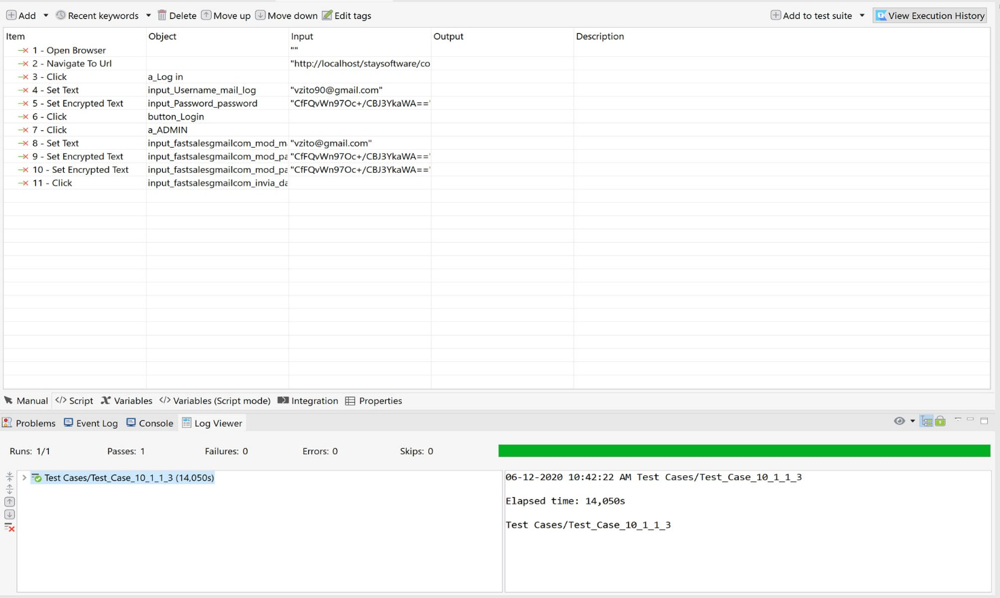 Add Recent keywords Delete Move up Move down Edit tags Add to test suite View Execution History
Item Object Input Output Description
1 - Open Browser ""
2 - Navigate To Url "http://localhost/staysoftware/co
3 - Click a_Log in
4 - Set Text input_Username_mail_log "vzito90@gmail.com"
5 - Set Encrypted Text input_Password_password "CfFQvWn97Oc+/CBJ3YkaWA=="
6 - Click button_Login
7 - Click a_ADMIN
8 - Set Text input_fastsalesgmailcom_mod_m "vzito@gmail.com"
9 - Set Encrypted Text input_fastsalesgmailcom_mod_pa "CfFQvWn97Oc+/CBJ3YkaWA=="
10 - Set Encrypted Text input_fastsalesgmailcom_mod_pa "CfFQvWn97Oc+/CBJ3YkaWA=="
11 - Click input_fastsalesgmailcom_invia_da
Manual </> Script Variables </> Variables (Script mode) Integration Properties
Problems Event Log Console Log Viewer
Runs: 1/1 Passes: 1 Failures: 0 Errors: 0 Skips: 0
Test Cases/Test_Case_10_1_1_3 (14,050s)
06-12-2020 10:42:22 AM Test Cases/Test_Case_10_1_1_3
Elapsed time: 14,050s
Test Cases/Test_Case_10_1_1_3